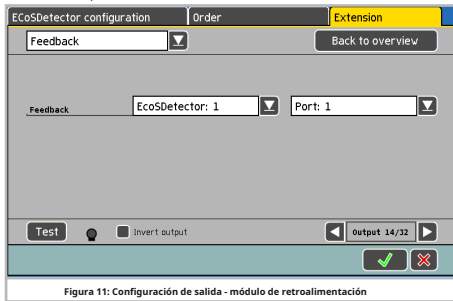 ECoSDetector configuration Order Extension
Feedback Back to overview
Feedback EcoSDetector: 1 Port: 1
Test Invert output Output 14/32
Figura 11: Configuración de salida - módulo de retroalimentación